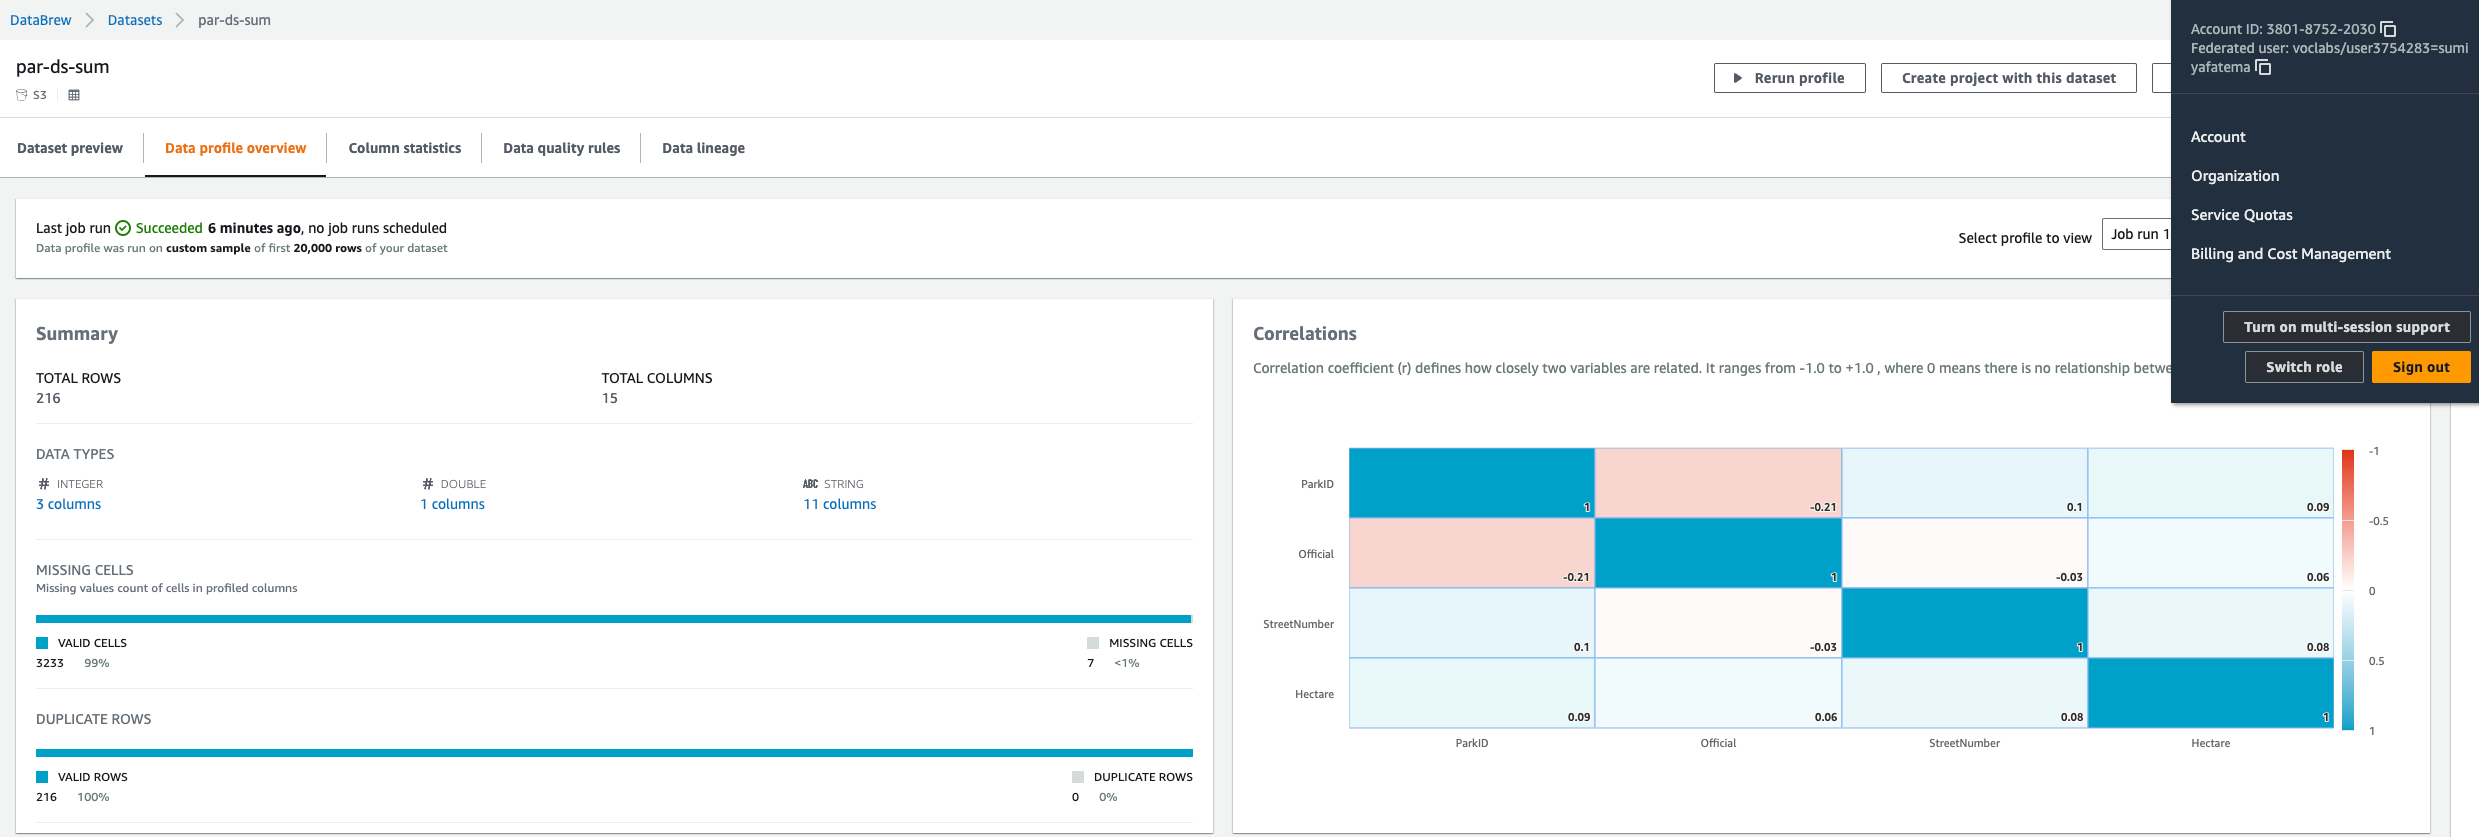 DataBrew > Datasets > par-ds-sum
par-ds-sum
S3
Rerun profile
Create project with this dataset
Account ID: 3801-8752-2030
Federated user: voclabs/user3754283=sumi
yafatema
Account
Organization
Service Quotas
Billing and Cost Management
Turn on multi-session support
Switch role
Sign out
Dataset preview
Data profile overview
Column statistics
Data quality rules
Data lineage
Last job run Succeeded 6 minutes ago, no job runs scheduled
Data profile was run on custom sample of first 20,000 rows of your dataset
Select profile to view
Job run 1
Summary
TOTAL ROWS
216
TOTAL COLUMNS
15
DATA TYPES
# INTEGER
3 columns
# DOUBLE
1 columns
ABC STRING
11 columns
MISSING CELLS
Missing values count of cells in profiled columns
VALID CELLS
3233 99%
MISSING CELLS
7 <1%
DUPLICATE ROWS
VALID ROWS
216 100%
DUPLICATE ROWS
0 0%
Correlations
Correlation coefficient (r) defines how closely two variables are related. It ranges from -1.0 to +1.0 , where 0 means there is no relationship betwe
ParkID
1 -0.21 0.1 0.09
Official
-0.21 1 -0.03 0.06
StreetNumber
0.1 -0.03 1 0.08
Hectare
0.09 0.06 0.08 1
ParkID Official StreetNumber Hectare
-1
-0.5
0
0.5
1